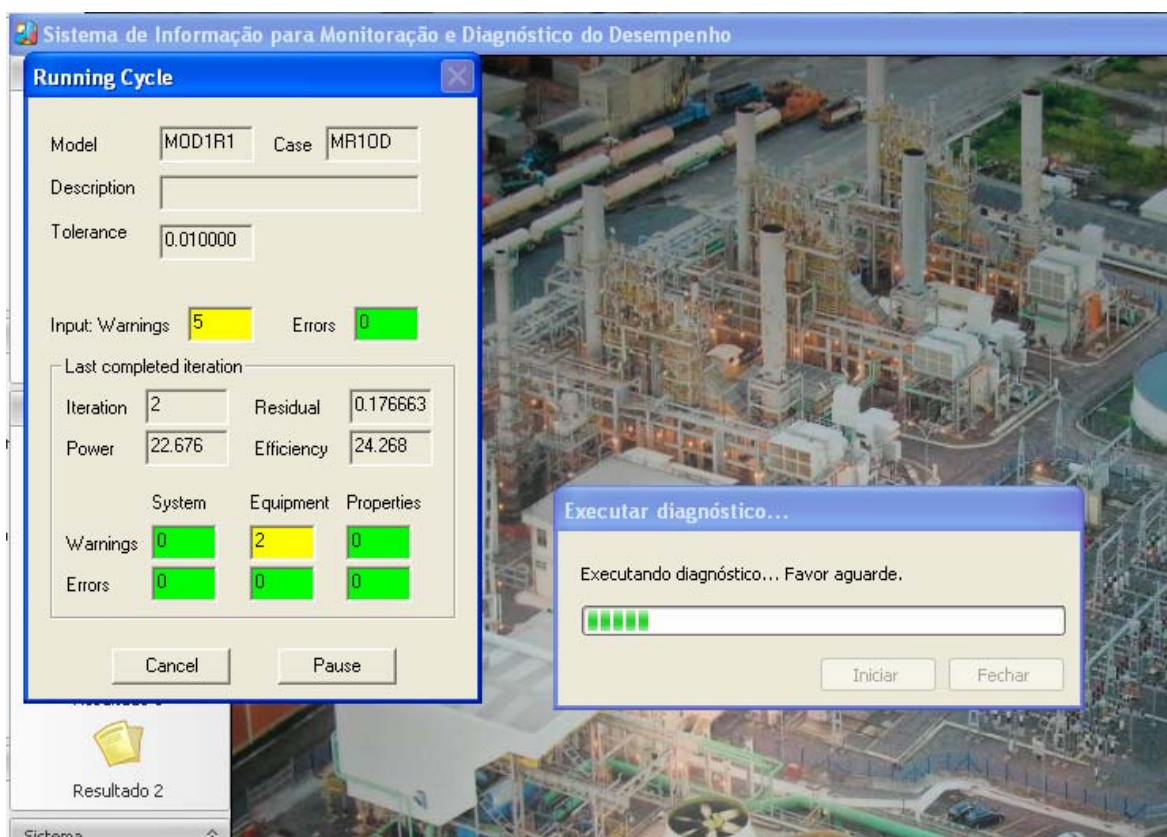 Sistema de Informação para Monitoração e Diagnóstico do Desempenho
Running Cycle
Model MOD1R1 Case MR1OD
Description
Tolerance 0.010000
Input: Warnings 5 Errors 0
Last completed iteration
Iteration 2 Residual 0.176663
Power 22.676 Efficiency 24.268
System Equipment Properties
Warnings 0 2 0
Errors 0 0 0
Cancel Pause
Executar diagnóstico...
Executando diagnóstico... Favor aguarde.
Iniciar Fechar
Resultado 2
Sistema